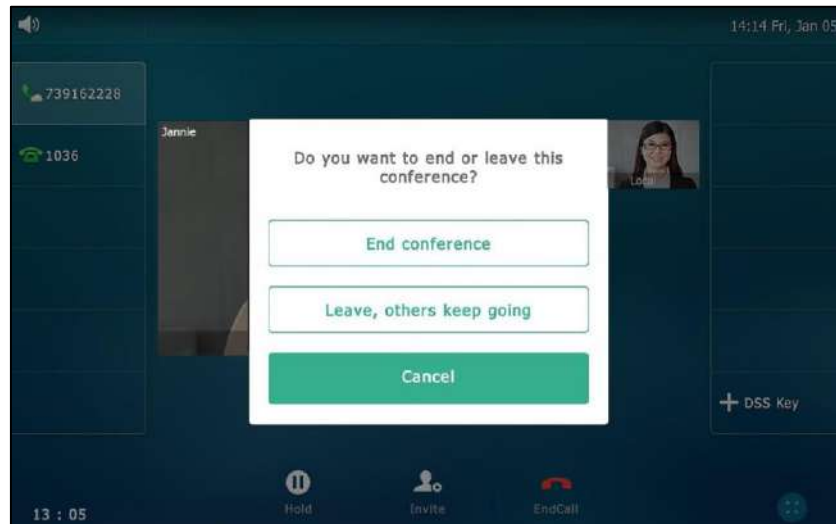 14:14 Fri, Jan 05
739162228
1036
Jannie
Local
Do you want to end or leave this
conference?
End conference
Leave, others keep going
Cancel
DSS Key
Hold
Invite
EndCall
13 : 05